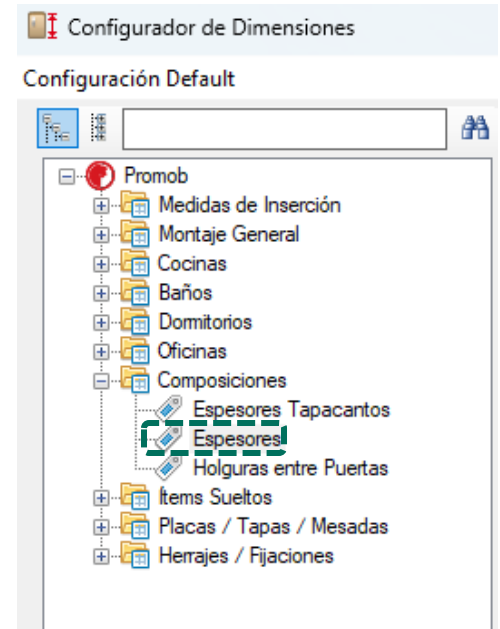 Configurador de Dimensiones
Configuración Default
Promob
Medidas de Inserción
Montaje General
Cocinas
Baños
Dormitorios
Oficinas
Composiciones
Espesores Tapacantos
Espesores
Holguras entre Puertas
Ítems Sueltos
Placas / Tapas / Mesadas
Herrajes / Fijaciones